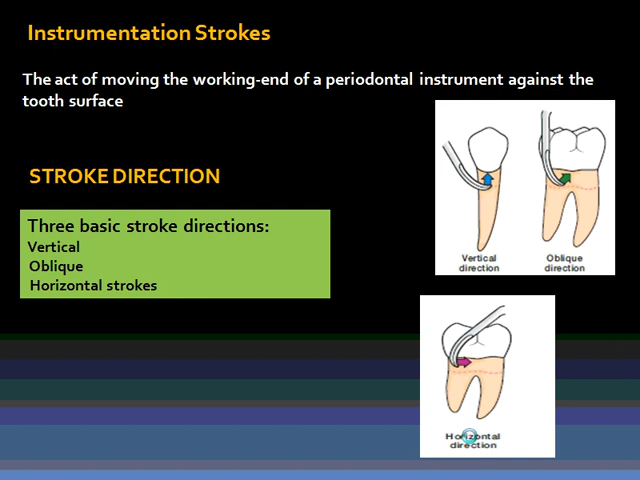 Instrumentation Strokes
The act of moving the working-end of a periodontal instrument against the
tooth surface
STROKE DIRECTION
Three basic stroke directions:
Vertical
Oblique
Horizontal strokes
Vertical
direction
Oblique
direction
Horizontal
direction